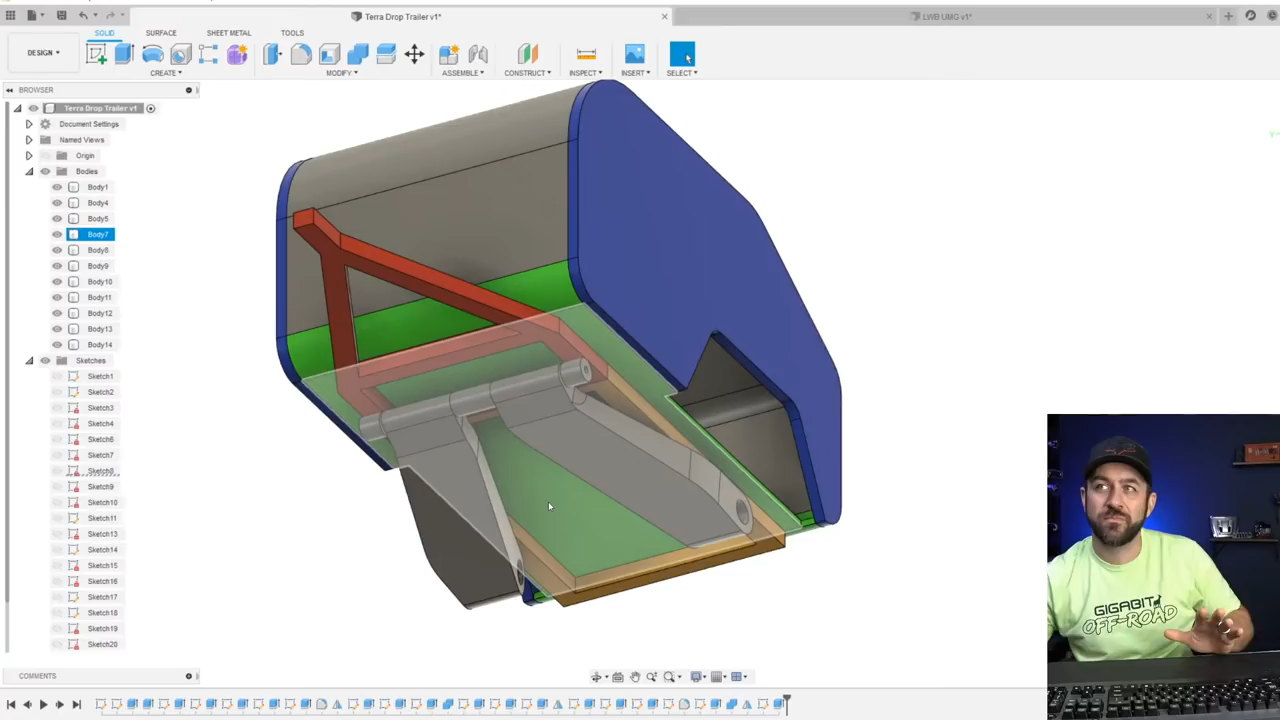 Terra Drop Trailer v1*
LWB UMG v1*
SOLID
SURFACE
SHEET METAL
TOOLS
DESIGN
CREATE
MODIFY
ASSEMBLE
CONSTRUCT
INSPECT
INSERT
SELECT
BROWSER
Terra Drop Trailer v1
Document Settings
Named Views
Origin
Bodies
Body1
Body4
Body5
Body7
Body8
Body9
Body10
Body11
Body12
Body13
Body14
Sketches
Sketch1
Sketch2
Sketch3
Sketch4
Sketch6
Sketch7
Sketch8
Sketch9
Sketch10
Sketch11
Sketch13
Sketch14
Sketch15
Sketch16
Sketch17
Sketch18
Sketch19
Sketch20
COMMENTS
GIGABIT
OFF-ROAD